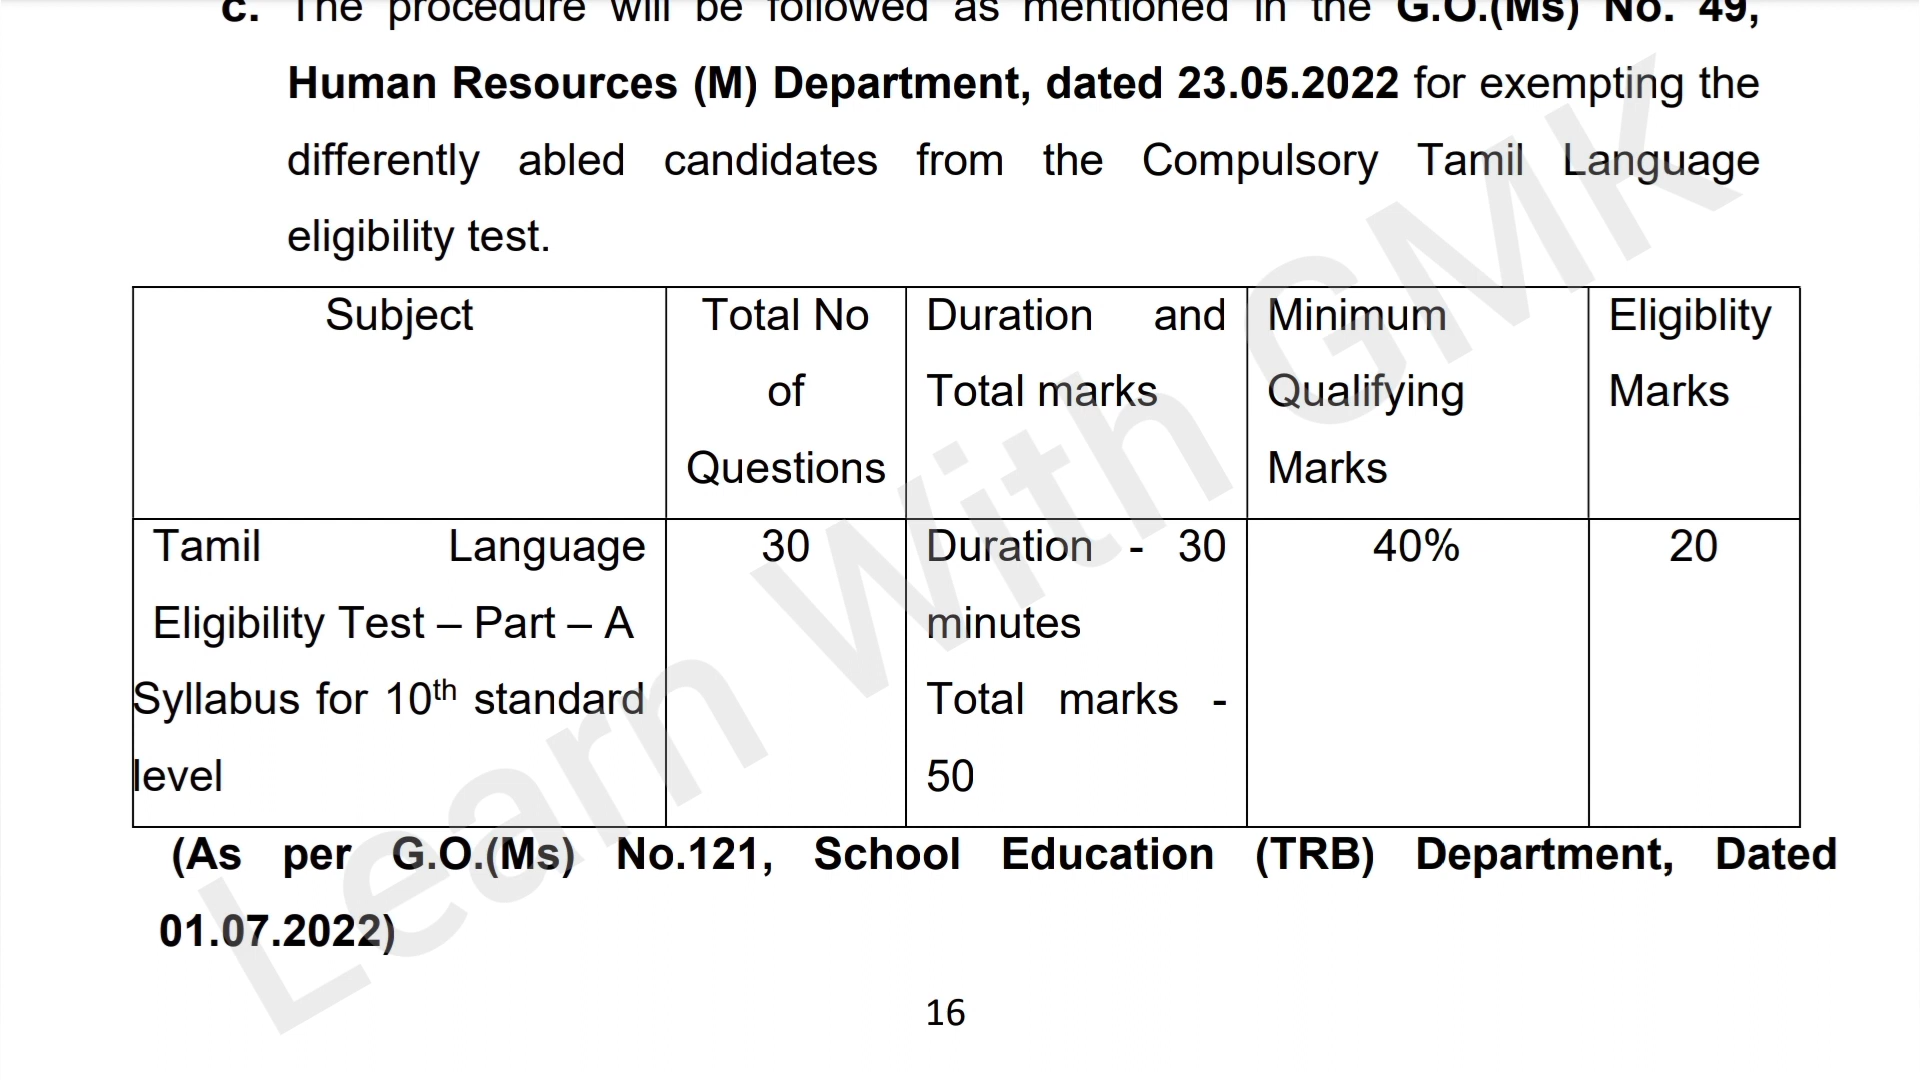 c. The procedure will be followed as mentioned in the G.O.(Ms) No. 49,
Human Resources (M) Department, dated 23.05.2022 for exempting the
differently abled candidates from the Compulsory Tamil Language
eligibility test.
Subject
Total No
of
Questions
Duration and
Total marks
Minimum
Qualifying
Marks
Eligiblity
Marks
Tamil Language
Eligibility Test – Part – A
Syllabus for 10th standard
level
30
Duration - 30
minutes
Total marks -
50
40%
20
(As per G.O.(Ms) No.121, School Education (TRB) Department, Dated
01.07.2022)
16
Learn With GMK